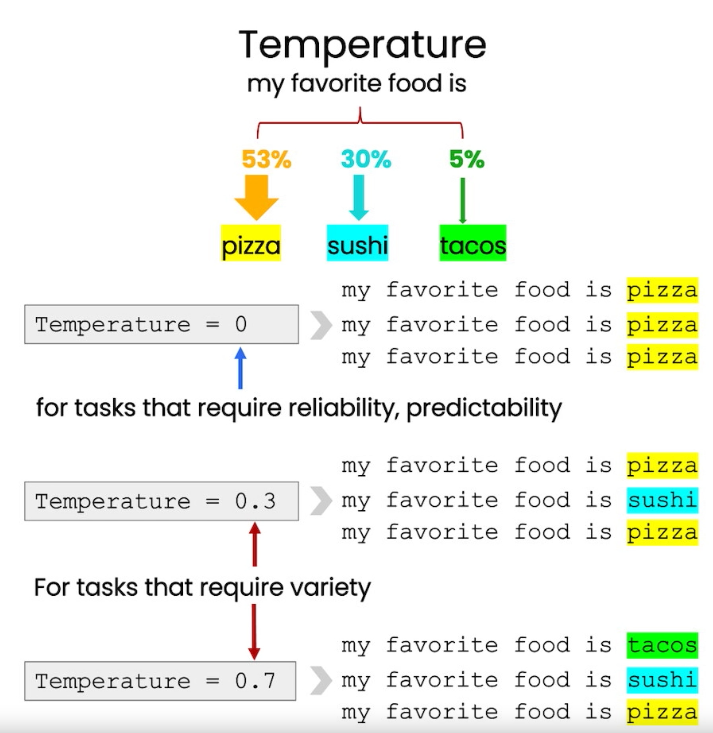 Temperature
my favorite food is
53% 30% 5%
pizza sushi tacos
my favorite food is pizza
Temperature = 0 my favorite food is pizza
my favorite food is pizza
for tasks that require reliability, predictability
my favorite food is pizza
Temperature = 0.3 my favorite food is sushi
my favorite food is pizza
For tasks that require variety
my favorite food is tacos
Temperature = 0.7 my favorite food is sushi
my favorite food is pizza